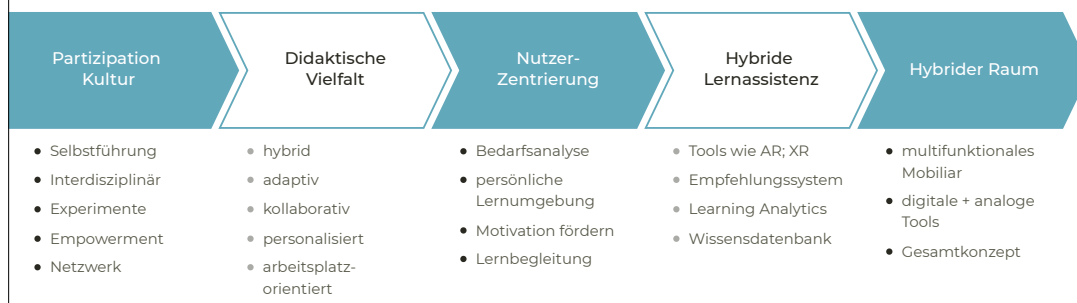 Partizipation
Kultur
Didaktische
Vielfalt
Nutzer-
Zentrierung
Hybride
Lernassistenz
Hybrider Raum
• Selbstführung
• Interdisziplinär
• Experimente
• Empowerment
• Netzwerk
• hybrid
• adaptiv
• kollaborativ
• personalisiert
• arbeitsplatz-
orientiert
• Bedarfsanalyse
• persönliche
Lernumgebung
• Motivation fördern
• Lernbegleitung
• Tools wie AR; XR
• Empfehlungssystem
• Learning Analytics
• Wissensdatenbank
• multifunktionales
Mobiliar
• digitale + analoge
Tools
• Gesamtkonzept